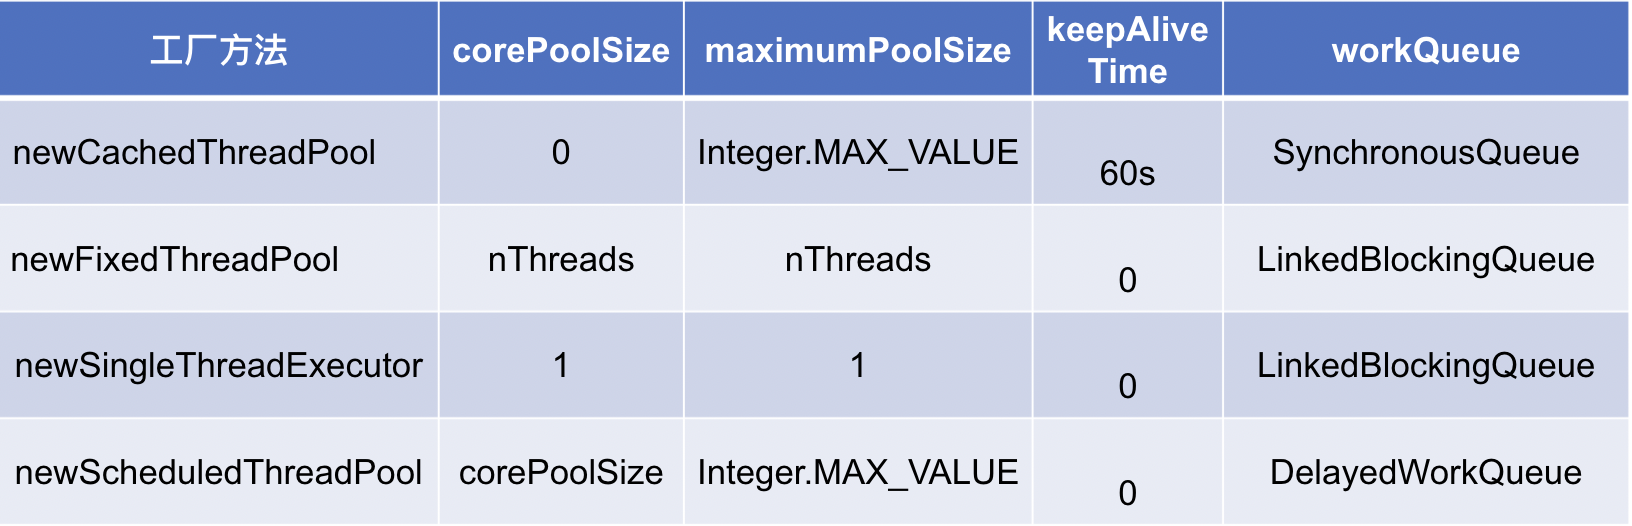 工厂方法 corePoolSize maximumPoolSize keepAlive Time workQueue
newCachedThreadPool 0 Integer.MAX_VALUE 60s SynchronousQueue
newFixedThreadPool nThreads nThreads 0 LinkedBlockingQueue
newSingleThreadExecutor 1 1 0 LinkedBlockingQueue
newScheduledThreadPool corePoolSize Integer.MAX_VALUE 0 DelayedWorkQueue